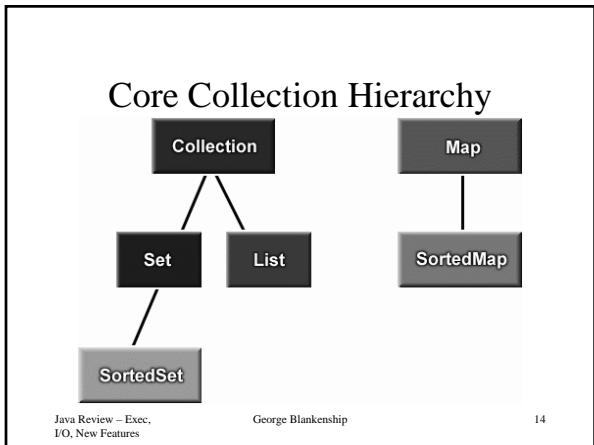 Core Collection Hierarchy
Collection
Map
Set
List
SortedMap
SortedSet
Java Review – Exec,
I/O, New Features
George Blankenship
14